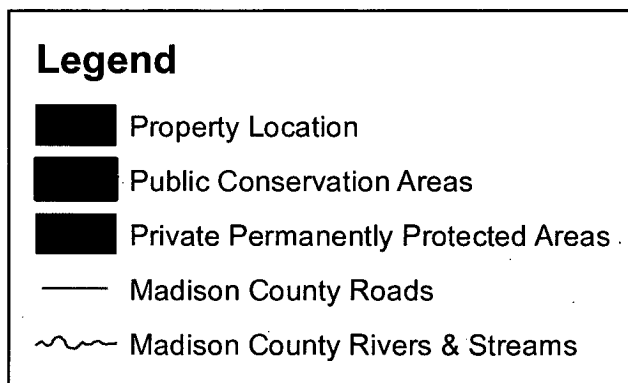 Legend
Property Location
Public Conservation Areas
Private Permanently Protected Areas
Madison County Roads
Madison County Rivers & Streams